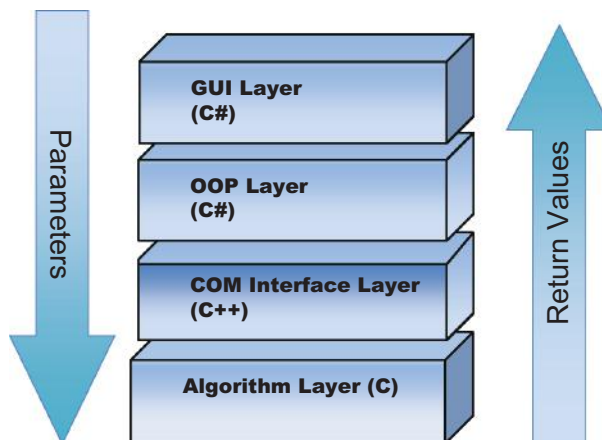 Parameters
GUI Layer
(C#)
OOP Layer
(C#)
COM Interface Layer
(C++)
Algorithm Layer (C)
Return Values